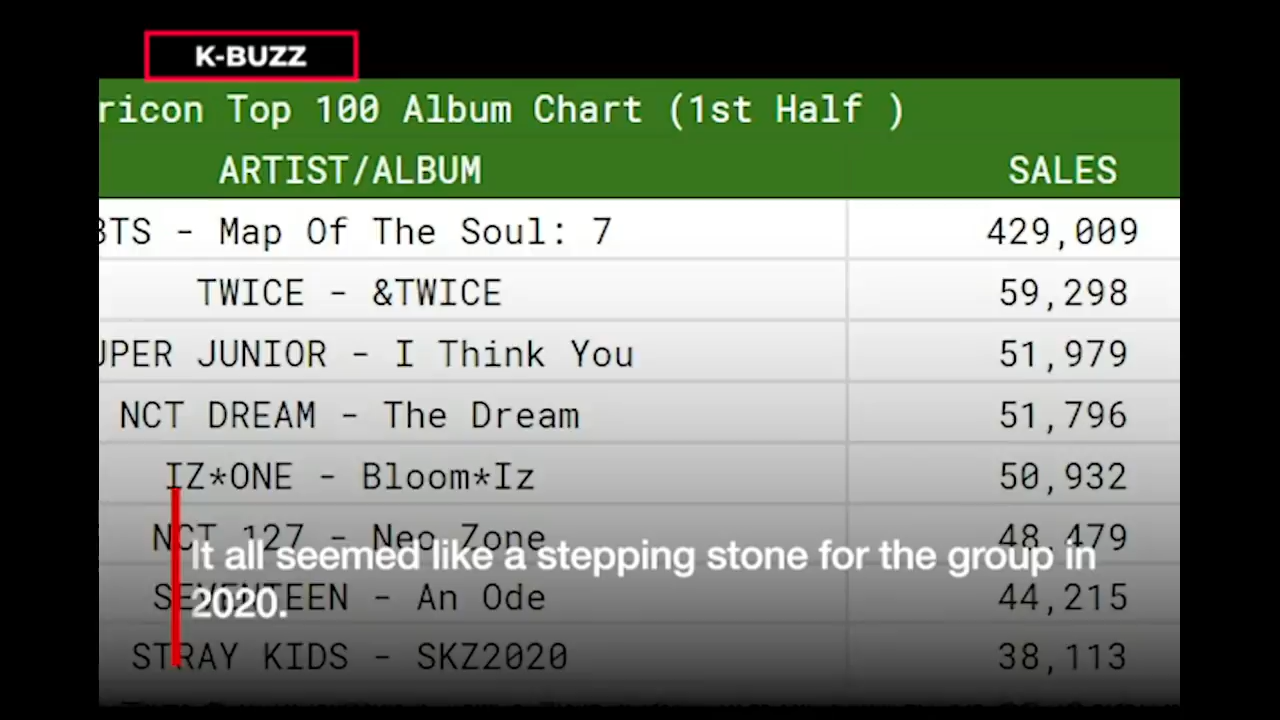 K-BUZZ
ricon Top 100 Album Chart (1st Half )
ARTIST/ALBUM SALES
BTS - Map Of The Soul: 7 429,009
TWICE - &TWICE 59,298
UPER JUNIOR - I Think You 51,979
NCT DREAM - The Dream 51,796
IZ*ONE - Bloom*Iz 50,932
NCT 127 - Neo Zone 48,479
It all seemed like a stepping stone for the group in
SEVENTEEN - An Ode 44,215
2020.
STRAY KIDS - SKZ2020 38,113